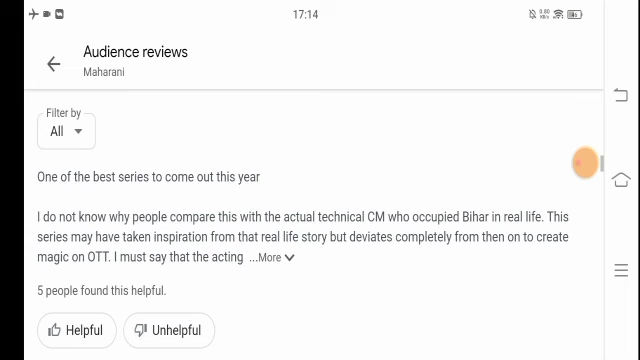 17:14
0.80
KB/s
Audience reviews
Maharani
Filter by
All
One of the best series to come out this year
I do not know why people compare this with the actual technical CM who occupied Bihar in real life. This
series may have taken inspiration from that real life story but deviates completely from then on to create
magic on OTT. I must say that the acting ...More
5 people found this helpful.
Helpful
Unhelpful